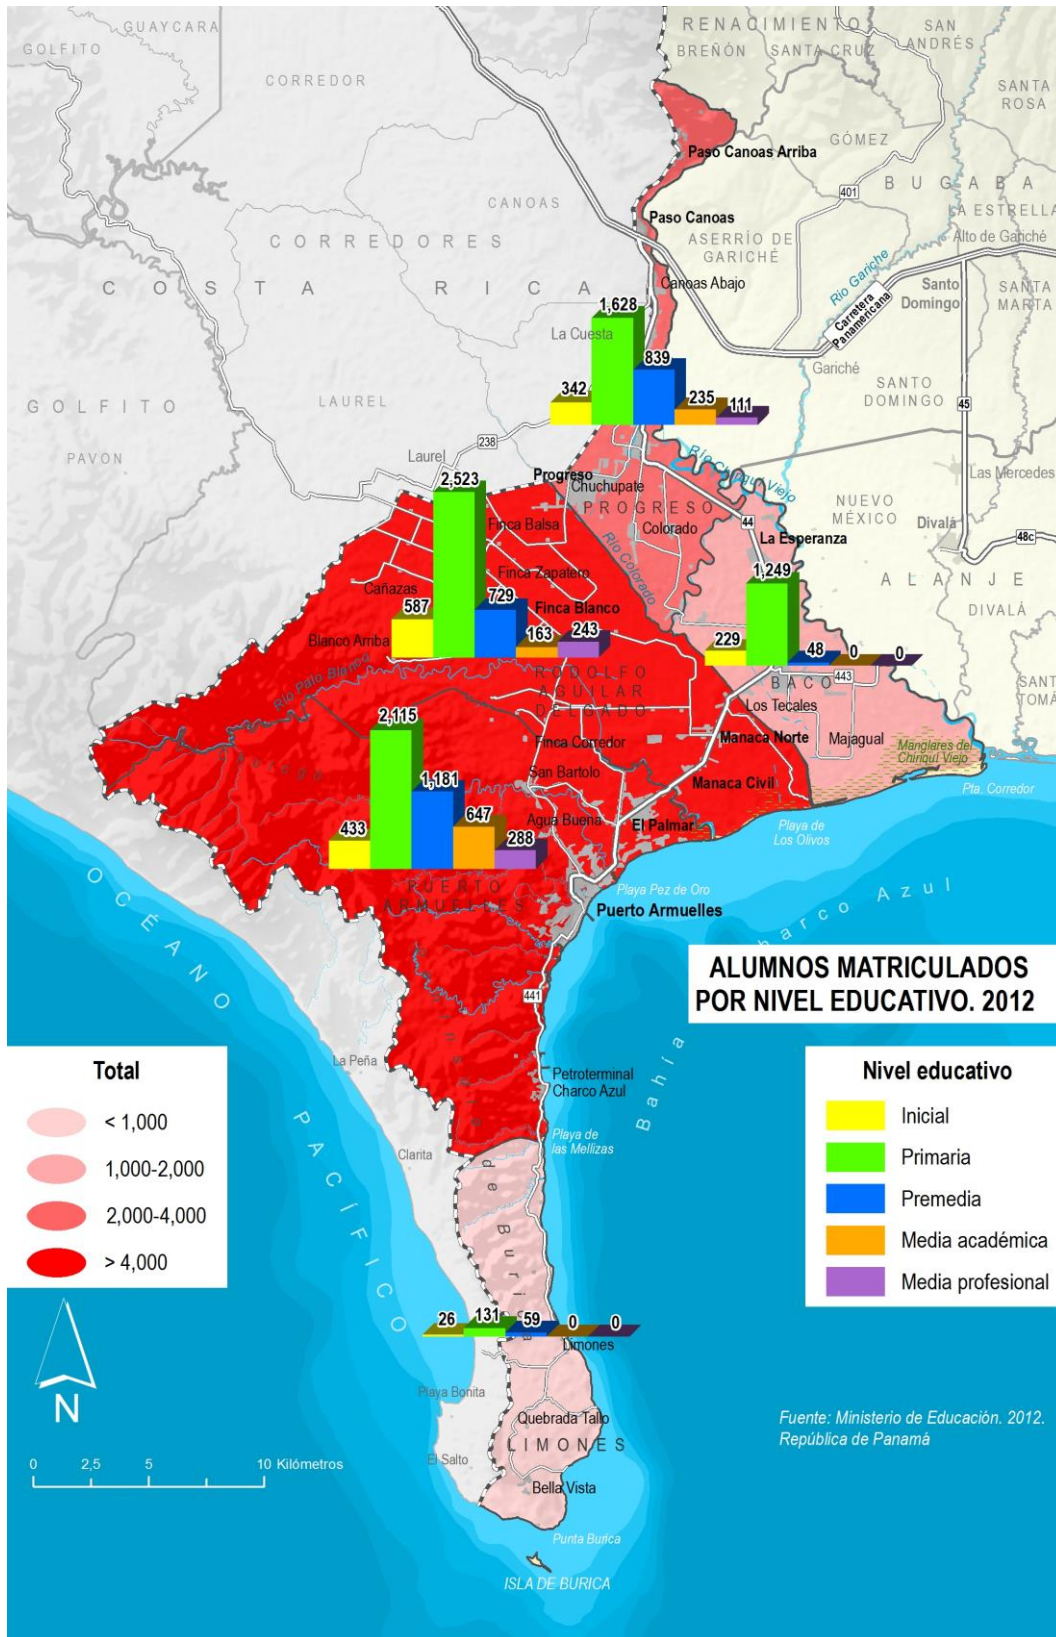 GUAYCARA
GOLFITO
CORREDOR
RENACIMIENTO
BREÑÓN
SANTA CRUZ
SAN
ANDRÉS
SANTA
ROSA
Paso Canoas Arriba
GÓMEZ
BUGABA
401
CANOAS
Paso Canoas
LA ESTRELLA
ASERRÍO DE
GARICHÉ
Alto de Gariché
CORREDORES
Canoas Abajo
Río Gariche
COSTA RICA
Santo
Domingo
SANTA
MARTA
Carretera
Panamericana
1,628
La Cuesta
839
342
235
111
Gariché
SANTO
DOMINGO
45
GOLFITO
LAUREL
238
PAVON
Laurel
Río Chiriquí Viejo
Las Mercedes
Progreso
Chuchupate
PROGRESO
2,523
NUEVO
MÉXICO
Finca Balsa
Colorado
44
La Esperanza
Divalá
48c
Río Colorado
1,249
ALANJE
Finca Zapatero
Cañazas
Finca Blanco
DIVALÁ
587
729
163
243
229
48
0
0
Blanco Arriba
Río Palo Blanco
RODOLFO
AGUILAR
DELGADO
BACO
443
SANTO
TOMÁ
Los Tecales
2,115
Finca Corredor
Manaca Norte
Majagual
Manglares del
Chiriquí Viejo
San Bartolo
Manaca Civil
Pta. Corredor
1,181
433
647
288
Agua Buena
El Palmar
Playa de
Los Olivos
PUERTO
ARMUELLES
Playa Pez de Oro
Puerto Armuelles
OCÉANO PACÍFICO
Bahía Charco Azul
ALUMNOS MATRICULADOS
POR NIVEL EDUCATIVO. 2012
441
La Peña
Petroterminal
Charco Azul
Playa de
las Mellizas
Clarita
de Burica
Total
< 1,000
1,000-2,000
2,000-4,000
> 4,000
Nivel educativo
Inicial
Primaria
Premedia
Media académica
Media profesional
26
131
59
0
0
Limones
Playa Bonita
Quebrada Tallo
LIMONES
El Salto
Bella Vista
Punta Burica
ISLA DE BURICA
N
0 2,5 5 10 Kilómetros
Fuente: Ministerio de Educación. 2012.
República de Panamá